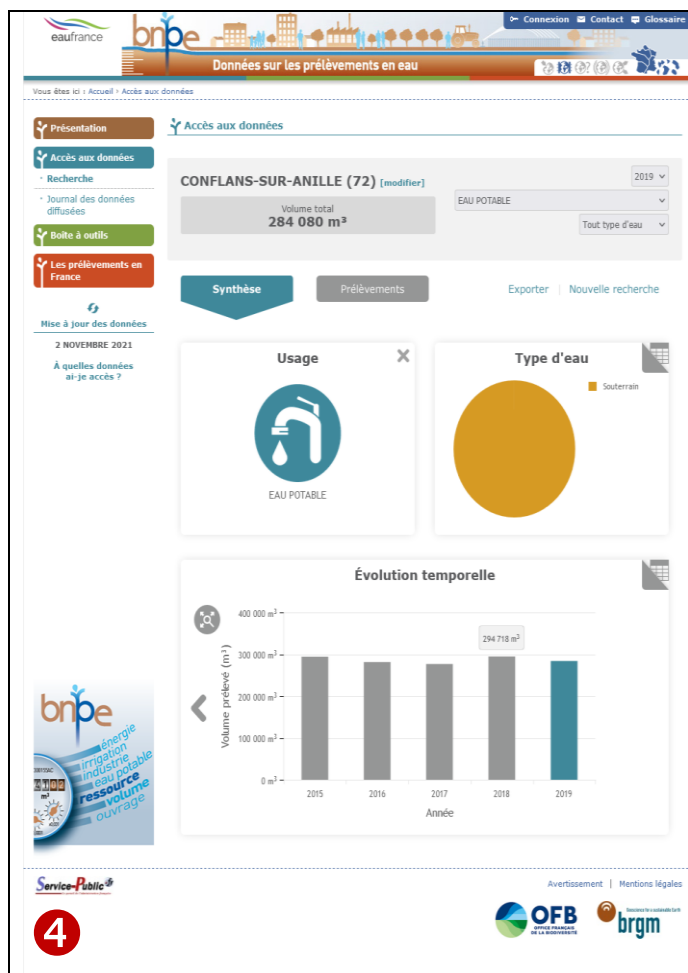 eaufrance
bnpe
Connexion Contact Glossaire
Données sur les prélèvements en eau
Vous êtes ici : Accueil › Accès aux données
Présentation
Accès aux données
Recherche
Journal des données diffusées
Boîte à outils
Les prélèvements en France
Mise à jour des données
2 NOVEMBRE 2021
À quelles données
ai-je accès ?
Accès aux données
CONFLANS-SUR-ANILLE (72) [modifier]
Volume total
284 080 m³
2019
EAU POTABLE
Tout type d'eau
Synthèse
Prélèvements
Exporter | Nouvelle recherche
Usage
EAU POTABLE
Type d'eau
Souterrain
Évolution temporelle
Volume prélevé (m³)
400 000 m³
300 000 m³
200 000 m³
100 000 m³
0 m³
294 718 m³
2015 2016 2017 2018 2019
Année
bnpe
énergie
irrigation
industrie
eau potable
ressource
volume
ouvrage
m³
Service-Public
Avertissement | Mentions légales
4
OFB
OFFICE FRANÇAIS
DE LA BIODIVERSITÉ
Geoscience for a sustainable Earth
brgm